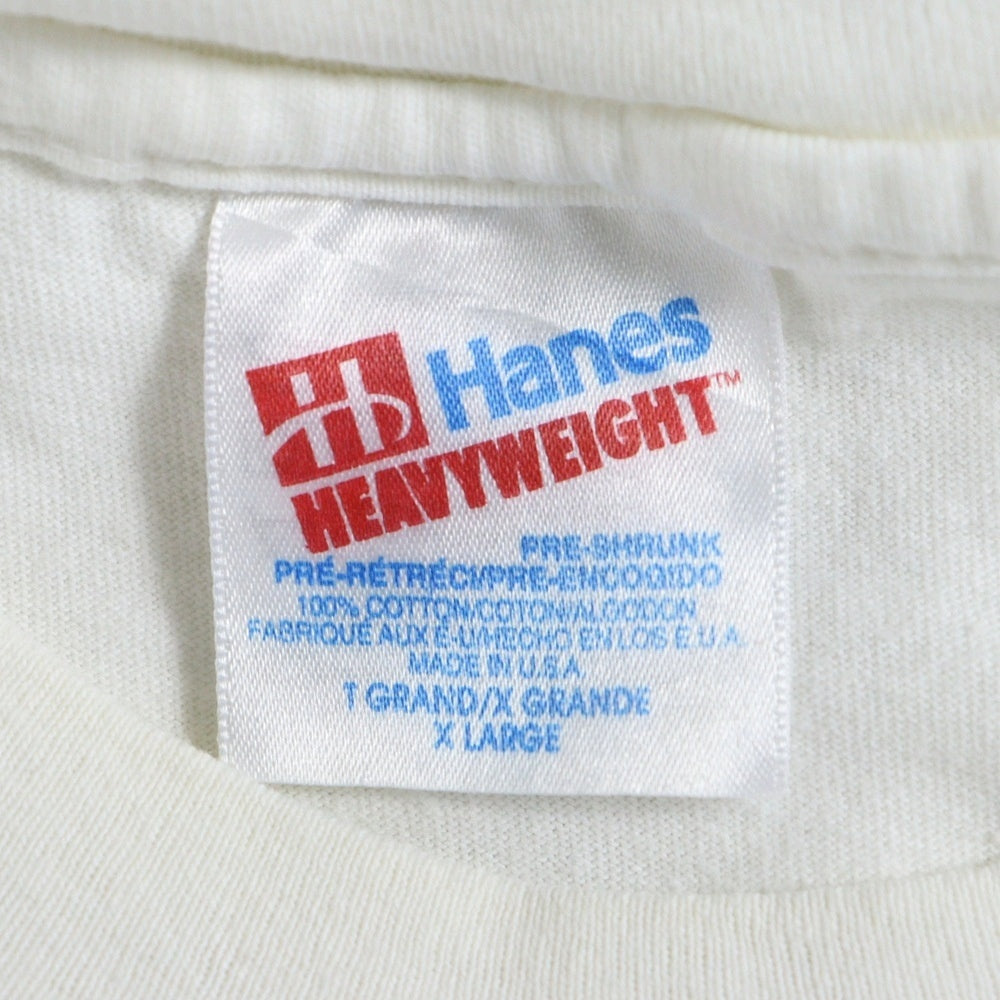 Hanes
HEAVYWEIGHT™
PRE-SHRUNK
PRÉ-RÉTRÉCI/PRE-ENCOGIDO
100% COTTON/COTON/ALGODON
FABRIQUÉ AUX É.-U./HECHO EN LOS E.U.A.
MADE IN U.S.A
T GRAND/X GRANDE
X LARGE